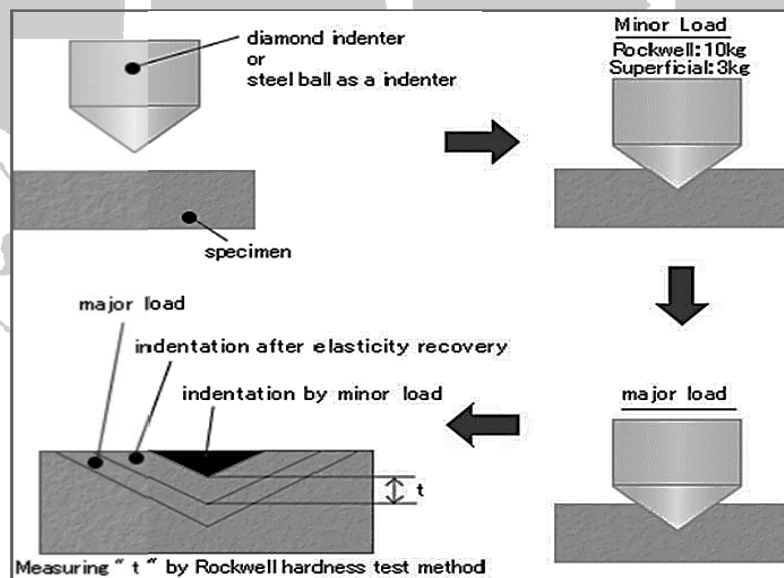 diamond indenter
or
steel ball as a indenter
specimen
Minor Load
Rockwell:10kg
Superficial:3kg
major load
major load
indentation after elasticity recovery
indentation by minor load
t
Measuring " t " by Rockwell hardness test method